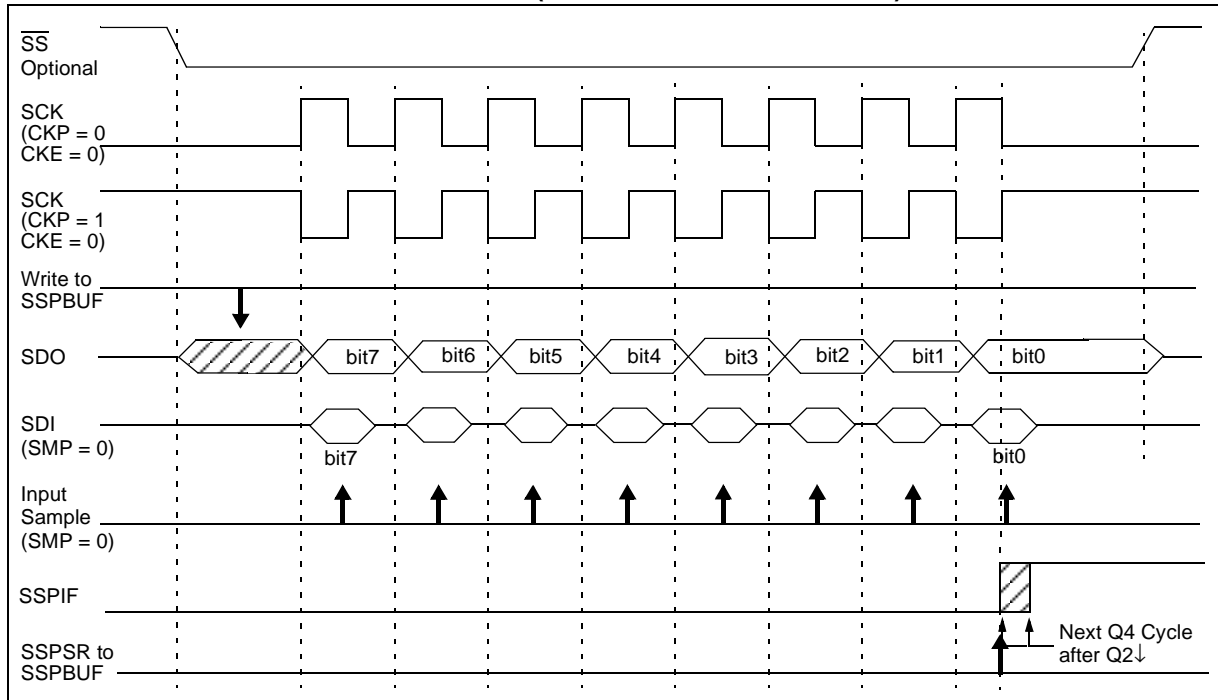 SS
Optional
SCK
(CKP = 0
CKE = 0)
SCK
(CKP = 1
CKE = 0)
Write to
SSPBUF
SDO
bit7 bit6 bit5 bit4 bit3 bit2 bit1 bit0
SDI
(SMP = 0)
bit7 bit0
Input
Sample
(SMP = 0)
SSPIF
Next Q4 Cycle
after Q2↓
SSPSR to
SSPBUF